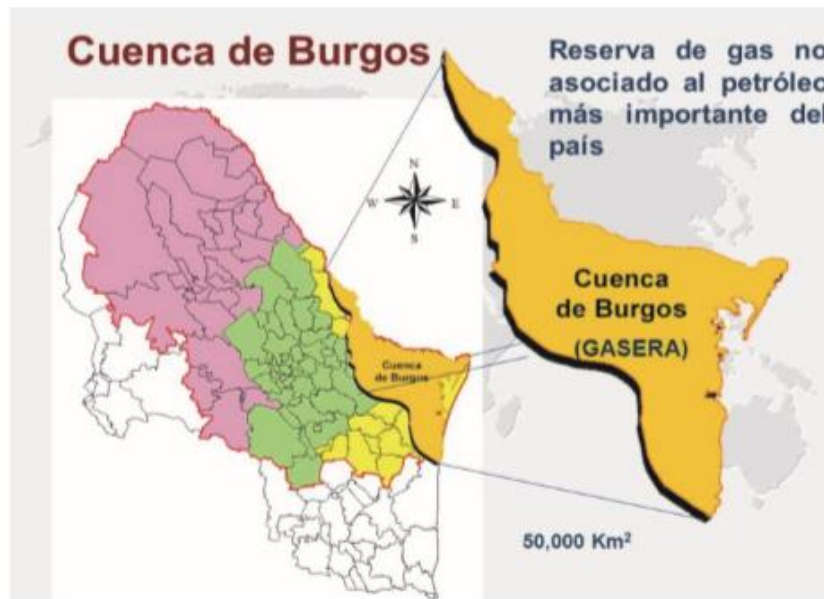 Cuenca de Burgos
Reserva de gas no
asociado al petróleo
más importante del
país
N
W
E
S
Cuenca
de Burgos
Cuenca
de Burgos
(GASERA)
50,000 Km²